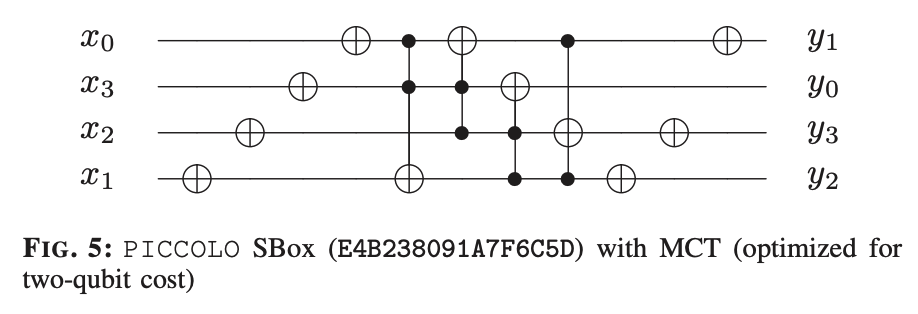 x₀ y₁
x₃ y₀
x₂ y₃
x₁ y₂
FIG. 5: PICCOLO SBox (E4B238091A7F6C5D) with MCT (optimized for
two-qubit cost)